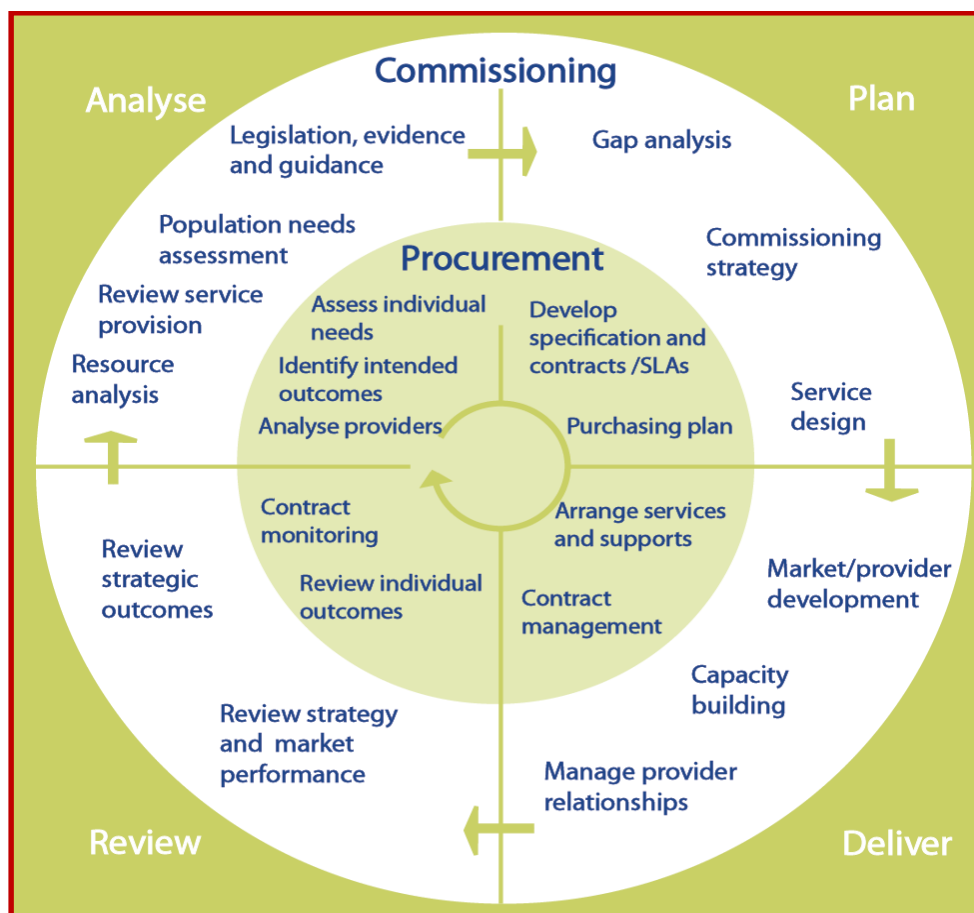 Commissioning
Analyse
Plan
Legislation, evidence
and guidance
Gap analysis
Population needs
assessment
Commissioning
strategy
Review service
provision
Resource
analysis
Service
design
Procurement
Assess individual
needs
Identify intended
outcomes
Analyse providers
Develop
specification and
contracts /SLAs
Purchasing plan
Contract
monitoring
Review individual
outcomes
Arrange services
and supports
Contract
management
Review
strategic
outcomes
Market/provider
development
Capacity
building
Review strategy
and market
performance
Manage provider
relationships
Review
Deliver